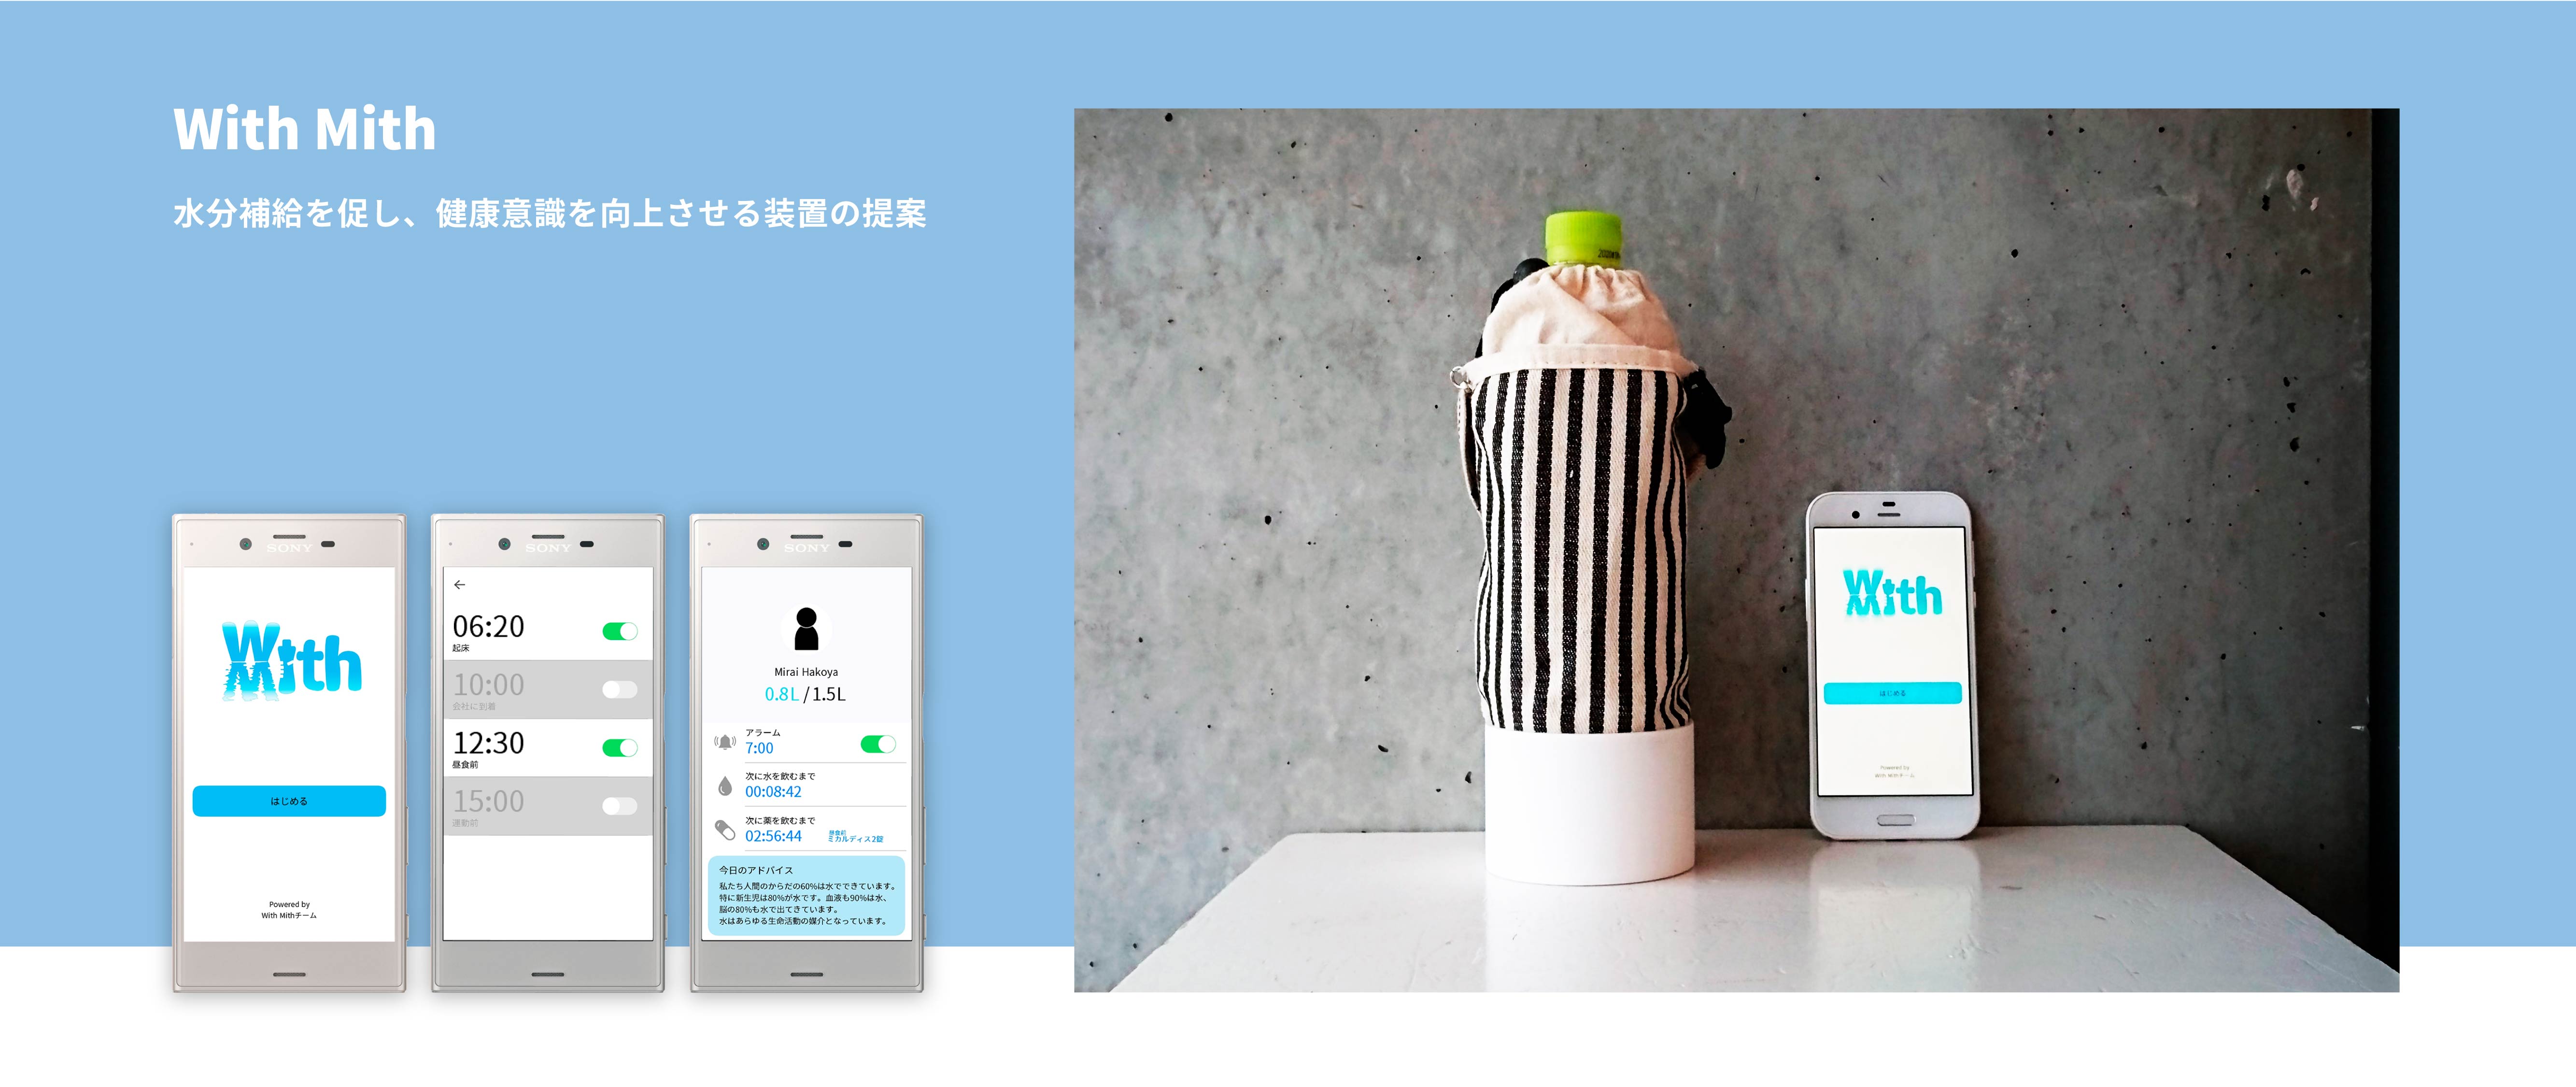 With Mith
水分補給を促し、健康意識を向上させる装置の提案
SONY
With
はじめる
Powered by
With Mithチーム
SONY
06:20
起床
10:00
会社に到着
12:30
昼食前
15:00
運動前
SONY
Mirai Hakoya
0.8L / 1.5L
アラーム
7:00
次に水を飲むまで
00:08:42
次に薬を飲むまで
02:56:44
昼食前
ミカルディス2錠
今日のアドバイス
私たち人間のからだの60%は水でできています。
特に新生児は80%が水です。血液も90%は水、
脳の80%も水で出てきています。
水はあらゆる生命活動の媒介となっています。
With
はじめる
Powered by
With Mithチーム